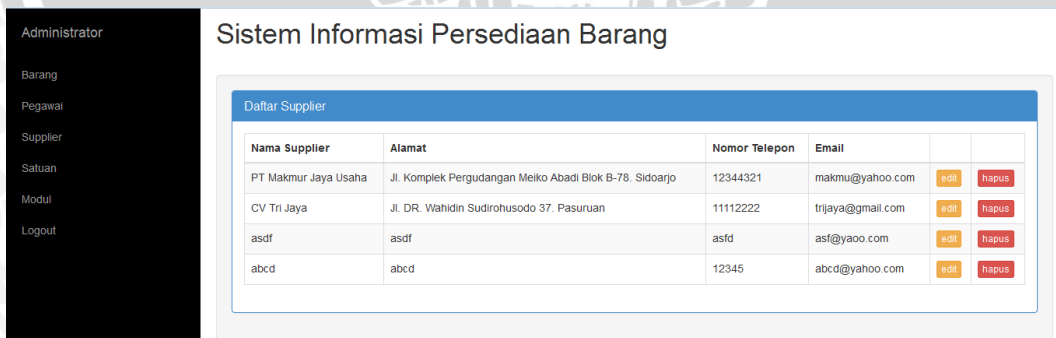 Administrator
Sistem Informasi Persediaan Barang
Barang
Pegawai
Supplier
Satuan
Modul
Logout
Daftar Supplier
Nama Supplier Alamat Nomor Telepon Email
PT Makmur Jaya Usaha Jl. Komplek Pergudangan Meiko Abadi Blok B-78. Sidoarjo 12344321 makmu@yahoo.com edit hapus
CV Tri Jaya Jl. DR. Wahidin Sudirohusodo 37. Pasuruan 11112222 trijaya@gmail.com edit hapus
asdf asdf asfd asf@yaoo.com edit hapus
abcd abcd 12345 abcd@yahoo.com edit hapus